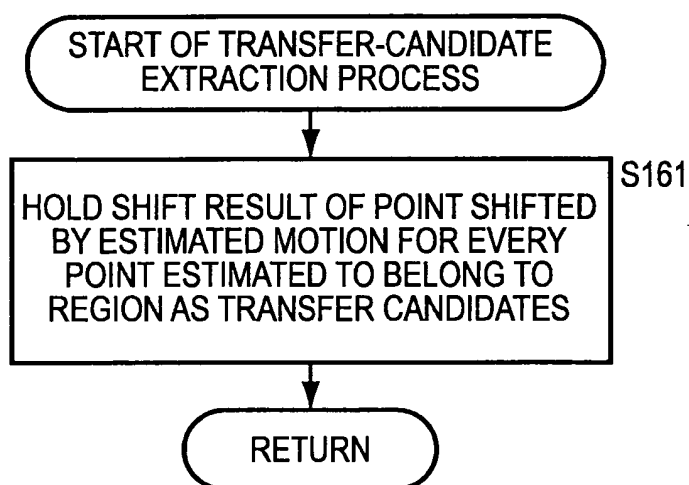 START OF TRANSFER-CANDIDATE
EXTRACTION PROCESS
S161
HOLD SHIFT RESULT OF POINT SHIFTED
BY ESTIMATED MOTION FOR EVERY
POINT ESTIMATED TO BELONG TO
REGION AS TRANSFER CANDIDATES
RETURN